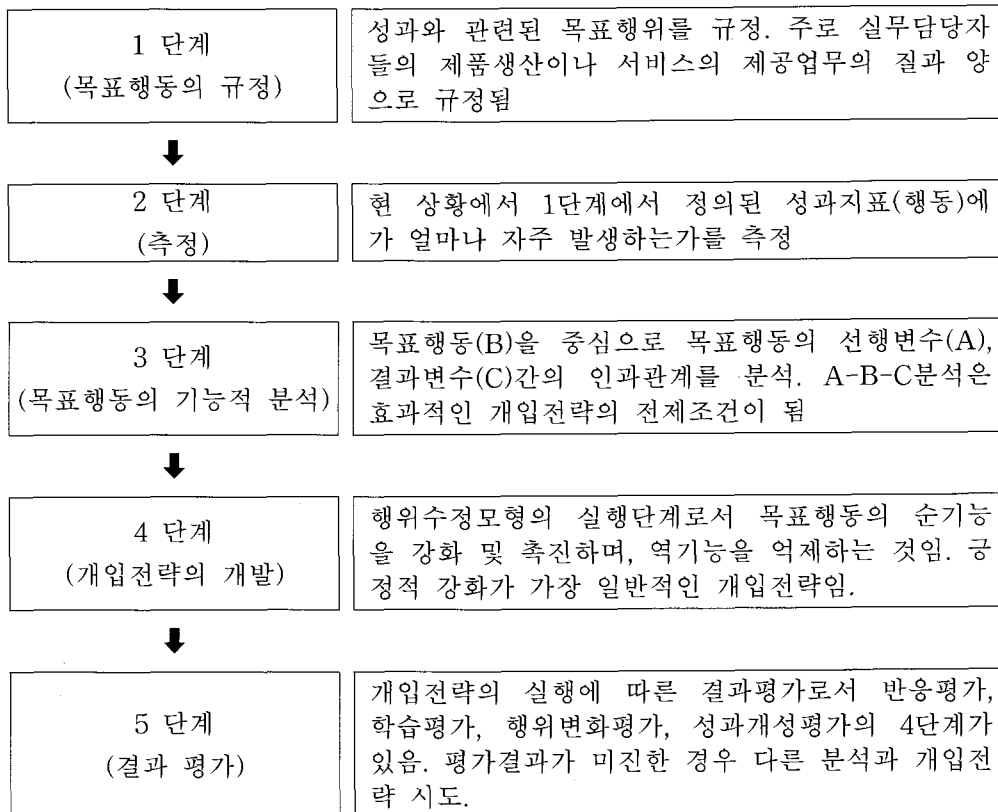 1 단계
(목표행동의 규정)
성과와 관련된 목표행위를 규정. 주로 실무담당자
들의 제품생산이나 서비스의 제공업무의 질과 양
으로 규정됨
2 단계
(측정)
현 상황에서 1단계에서 정의된 성과지표(행동)에
가 얼마나 자주 발생하는가를 측정
3 단계
(목표행동의 기능적 분석)
목표행동(B)을 중심으로 목표행동의 선행변수(A),
결과변수(C)간의 인과관계를 분석. A-B-C분석은
효과적인 개입전략의 전제조건이 됨
4 단계
(개입전략의 개발)
행위수정모형의 실행단계로서 목표행동의 순기능
을 강화 및 촉진하며, 역기능을 억제하는 것임. 긍
정적 강화가 가장 일반적인 개입전략임.
5 단계
(결과 평가)
개입전략의 실행에 따른 결과평가로서 반응평가,
학습평가, 행위변화평가, 성과개성평가의 4단계가
있음. 평가결과가 미진한 경우 다른 분석과 개입전
략 시도.